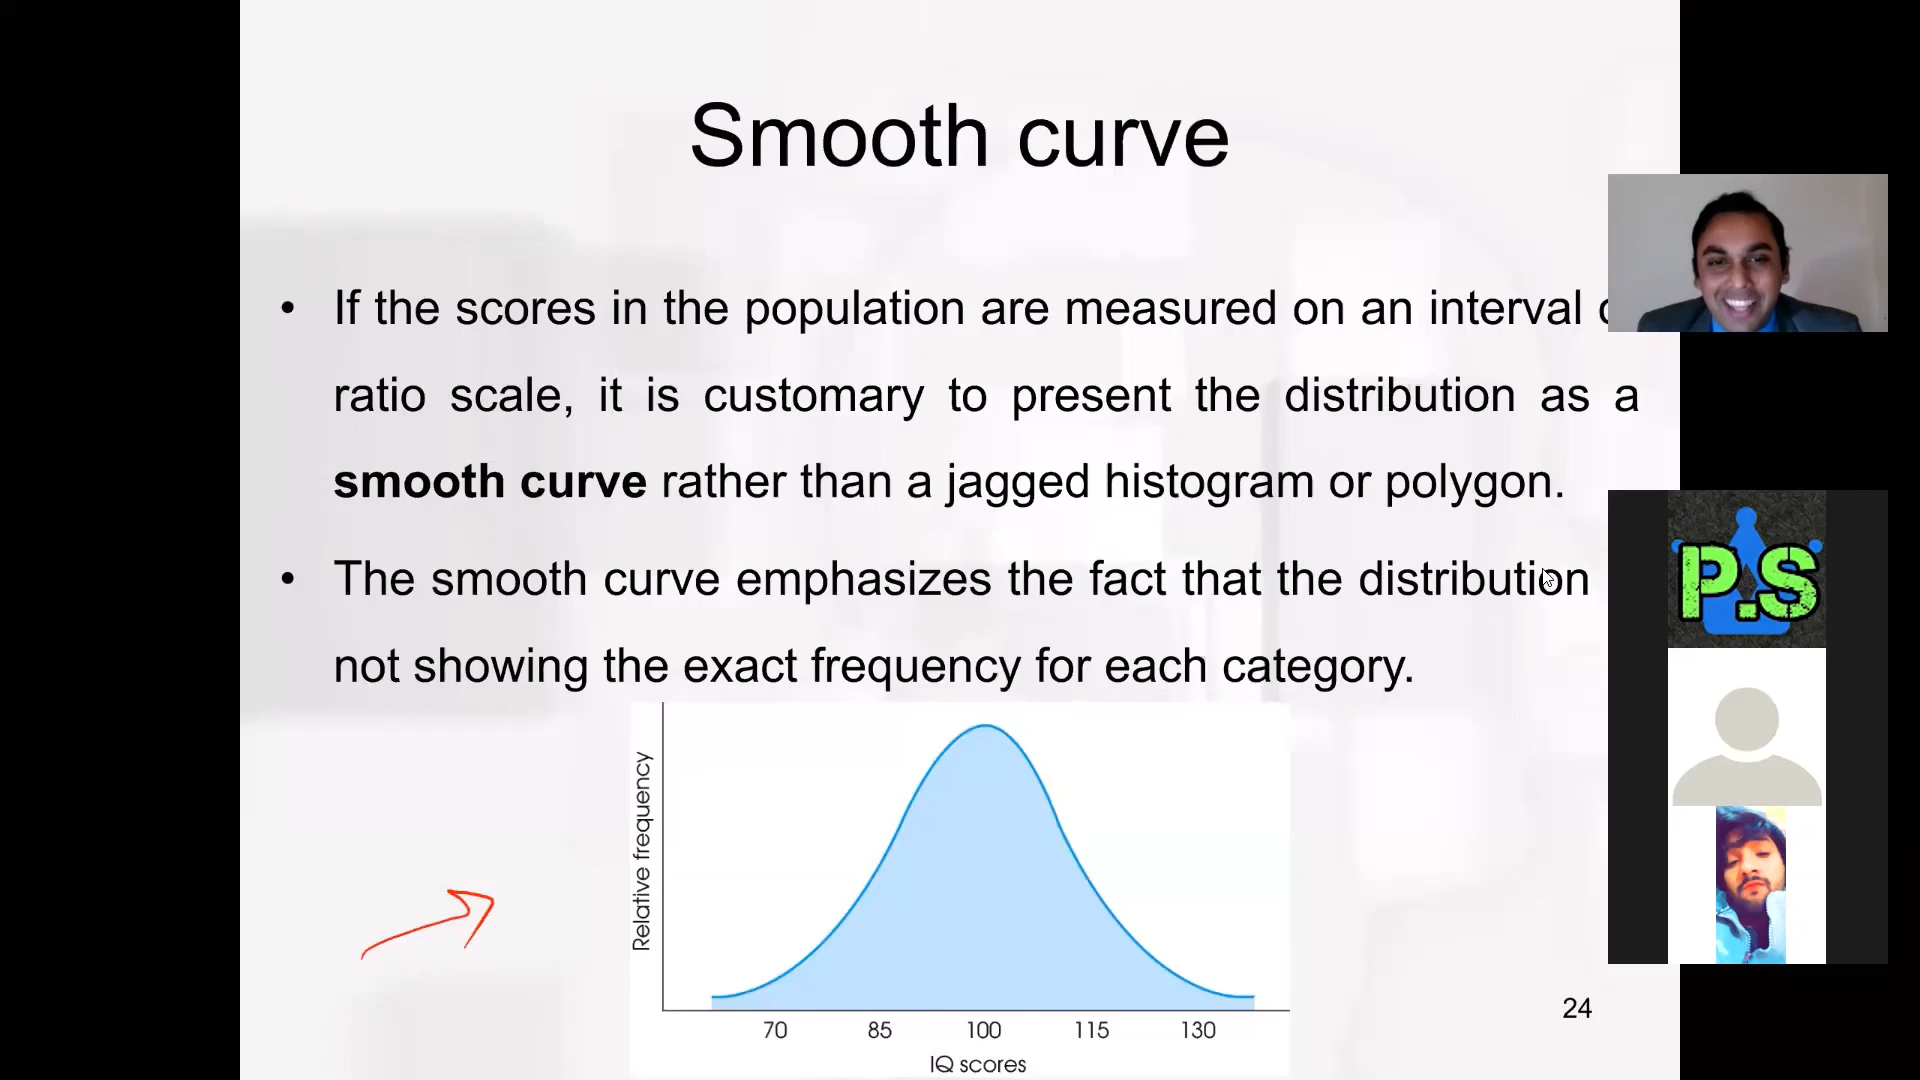 Smooth curve
• If the scores in the population are measured on an interval
ratio scale, it is customary to present the distribution as a
smooth curve rather than a jagged histogram or polygon.
• The smooth curve emphasizes the fact that the distribution
not showing the exact frequency for each category.
Relative frequency
70 85 100 115 130
IQ scores
24
P.S